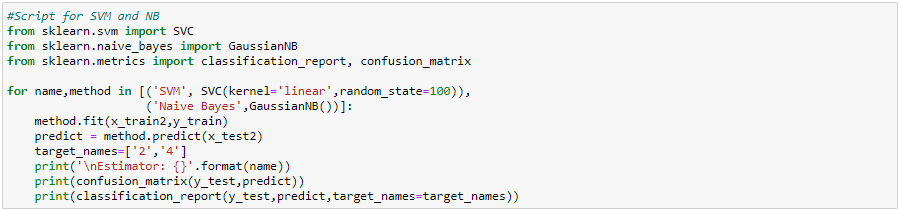 #Script for SVM and NB
from sklearn.svm import SVC
from sklearn.naive_bayes import GaussianNB
from sklearn.metrics import classification_report, confusion_matrix

for name,method in [('SVM', SVC(kernel='linear',random_state=100)),
                    ('Naive Bayes',GaussianNB())]:
    method.fit(x_train2,y_train)
    predict = method.predict(x_test2)
    target_names=['2','4']
    print('\nEstimator: {}'.format(name))
    print(confusion_matrix(y_test,predict))
    print(classification_report(y_test,predict,target_names=target_names))